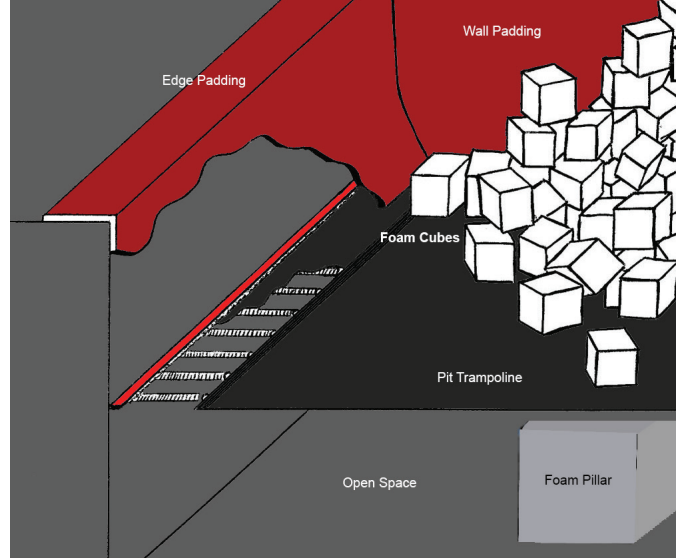 Wall Padding
Edge Padding
Foam Cubes
Pit Trampoline
Open Space
Foam Pillar